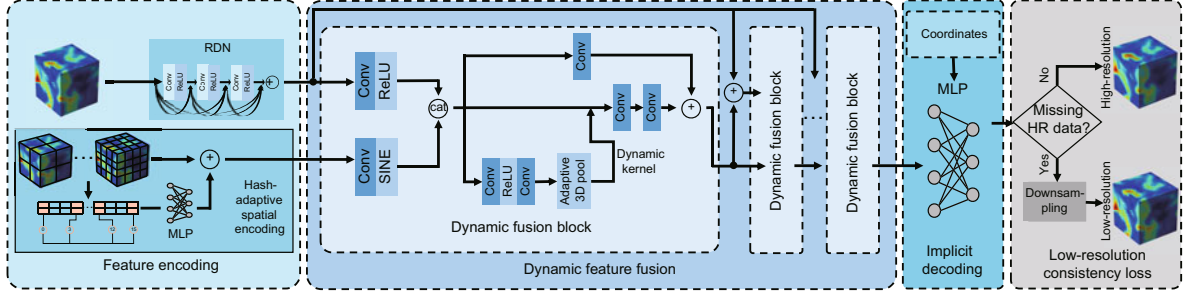 RDN
Conv
ReLU
Conv
ReLU
Conv
ReLU
+
+
MLP
Hash-
adaptive
spatial
encoding
0
12
15
Feature encoding
Conv
ReLU
Conv
SINE
cat
Conv
Conv
Conv
+
Conv
ReLU
Conv
Adaptive
3D pool
Dynamic
kernel
Dynamic fusion block
+
Dynamic fusion block
Dynamic fusion block
Dynamic feature fusion
Coordinates
MLP
Implicit
decoding
Missing
HR data?
No
Yes
Downsam-
pling
High-resolution
Low-resolution
Low-resolution
consistency loss